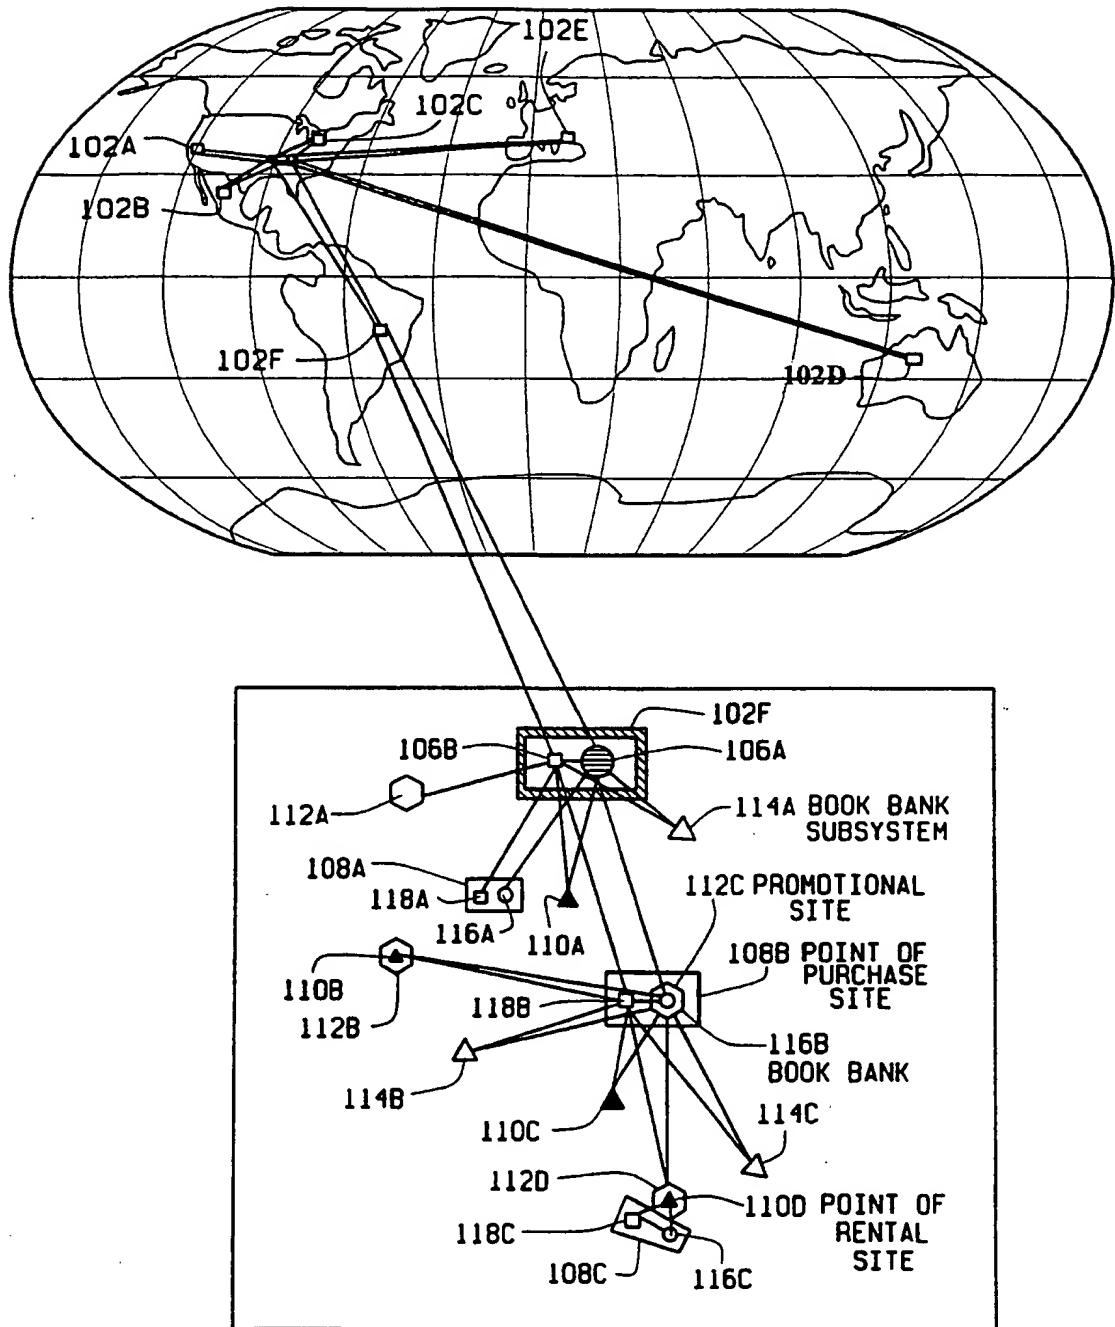 102E
102C
102A
102B
102F
102D
102F
106B
106A
112A
114A BOOK BANK
SUBSYSTEM
108A
118A
112C PROMOTIONAL
SITE
116A
110A
108B POINT OF
PURCHASE
SITE
110B
118B
112B
116B
BOOK BANK
114B
110C
114C
112D
110D POINT OF
RENTAL
SITE
118C
108C
116C